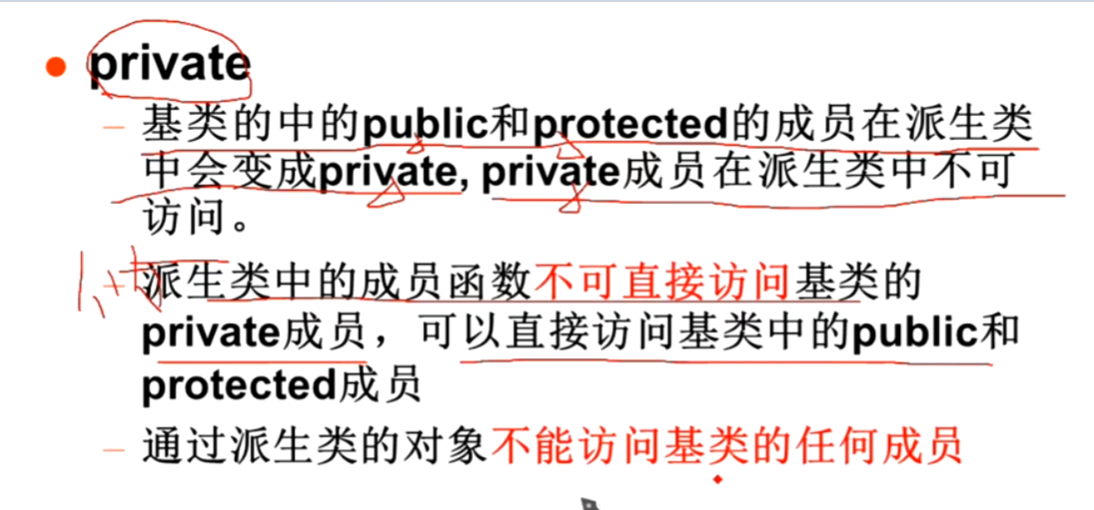 private
基类的中的public和protected的成员在派生类
中会变成private, private成员在派生类中不可
访问。
派生类中的成员函数不可直接访问基类的
private成员，可以直接访问基类中的public和
protected成员
通过派生类的对象不能访问基类的任何成员